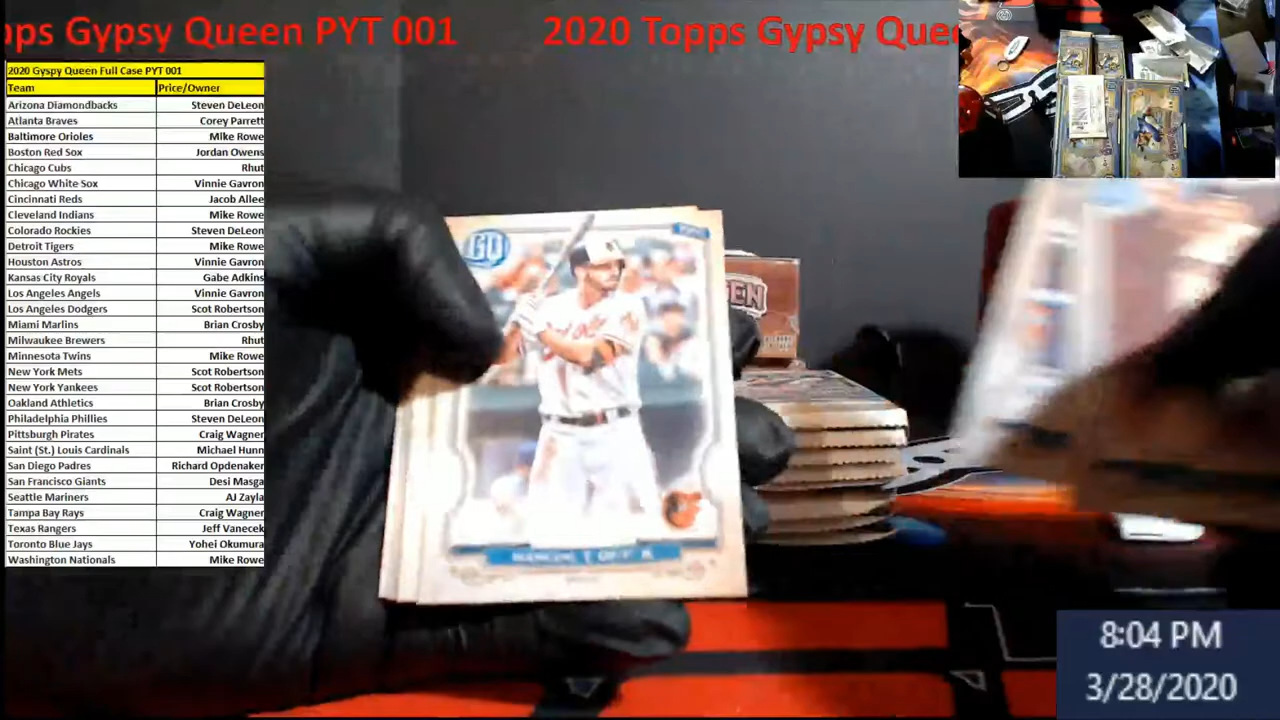 ps Gypsy Queen PYT 001 2020 Topps Gypsy Que
2020 Gyspy Queen Full Case PYT 001
Team Price/Owner
Arizona Diamondbacks Steven DeLeon
Atlanta Braves Corey Parrett
Baltimore Orioles Mike Rowe
Boston Red Sox Jordan Owens
Chicago Cubs Rhut
Chicago White Sox Vinnie Gavron
Cincinnati Reds Jacob Allee
Cleveland Indians Mike Rowe
Colorado Rockies Steven DeLeon
Detroit Tigers Mike Rowe
Houston Astros Vinnie Gavron
Kansas City Royals Gabe Adkins
Los Angeles Angels Vinnie Gavron
Los Angeles Dodgers Scot Robertson
Miami Marlins Brian Crosby
Milwaukee Brewers Rhut
Minnesota Twins Mike Rowe
New York Mets Scot Robertson
New York Yankees Scot Robertson
Oakland Athletics Brian Crosby
Philadelphia Phillies Steven DeLeon
Pittsburgh Pirates Craig Wagner
Saint (St.) Louis Cardinals Michael Hunn
San Diego Padres Richard Opdenaker
San Francisco Giants Desi Masga
Seattle Mariners AJ Zayla
Tampa Bay Rays Craig Wagner
Texas Rangers Jeff Vanecek
Toronto Blue Jays Yohei Okumura
Washington Nationals Mike Rowe
GQ
8:04 PM
3/28/2020